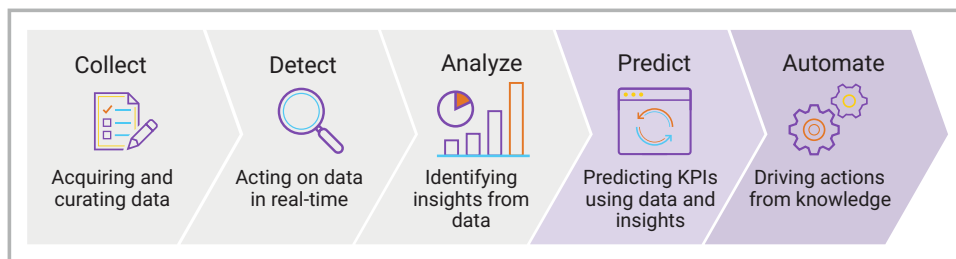 Collect
Acquiring and
curating data
Detect
Acting on data
in real-time
Analyze
Identifying
insights from
data
Predict
Predicting KPIs
using data and
insights
Automate
Driving actions
from knowledge